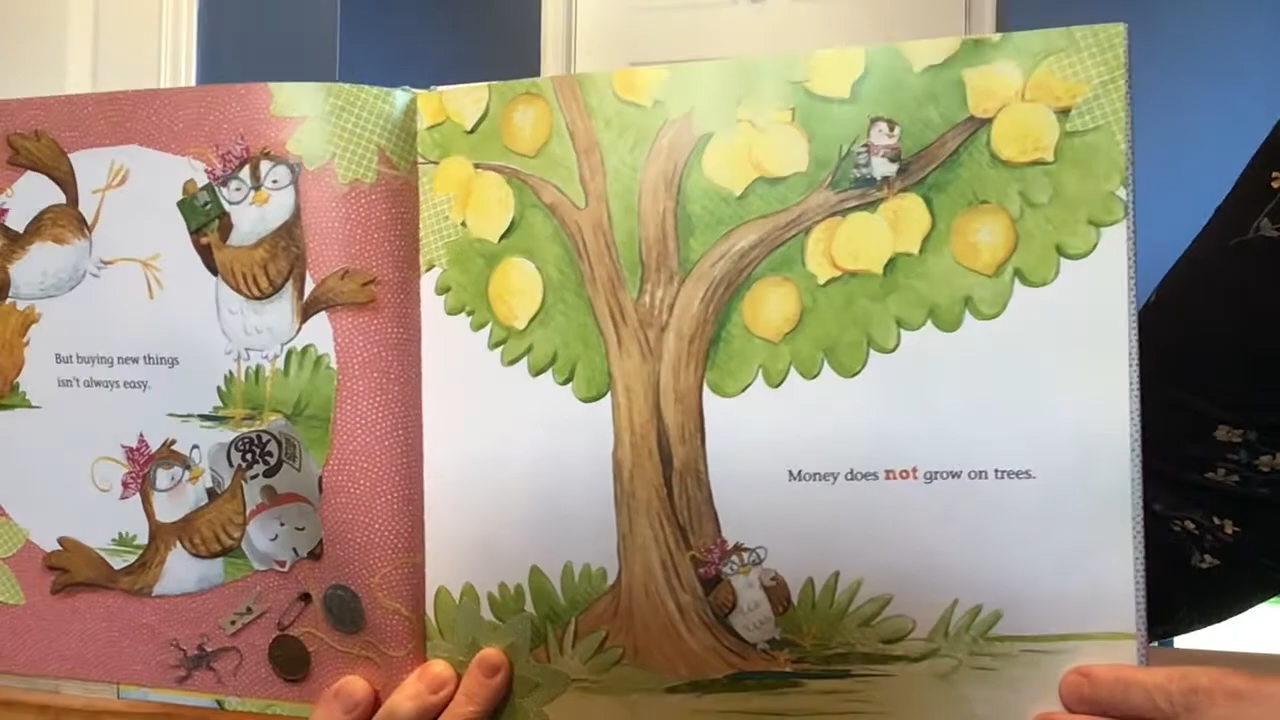 But buying new things
isn't always easy.
Money does not grow on trees.